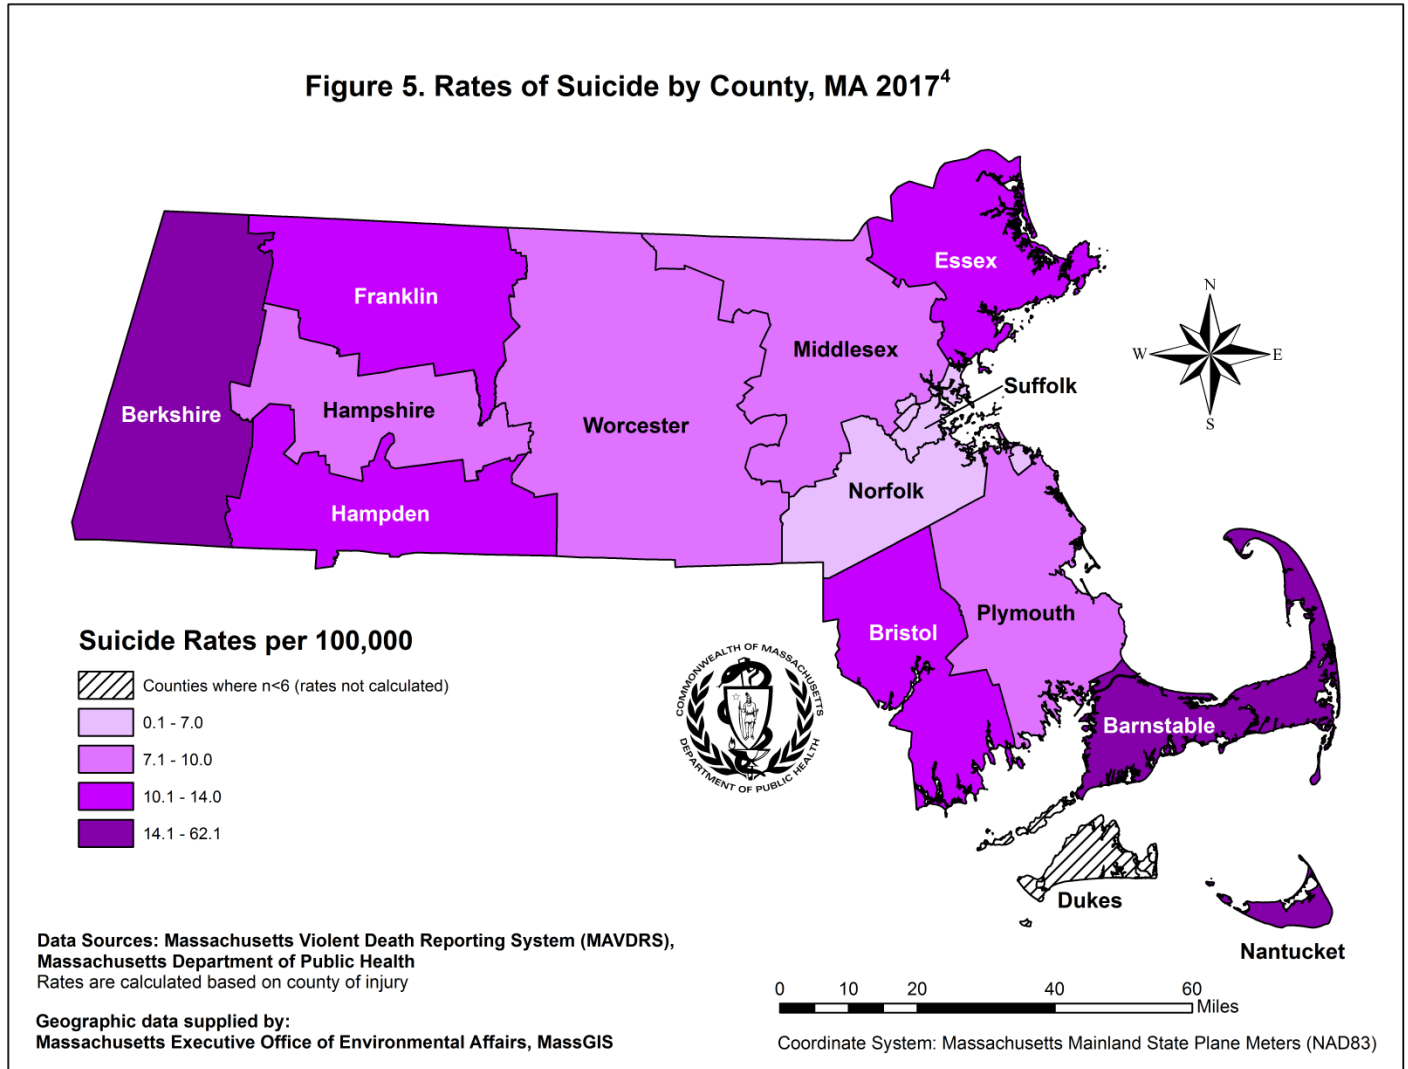 Figure 5. Rates of Suicide by County, MA 2017⁴
Essex
Franklin
N
Middlesex
W
E
Suffolk
Berkshire
Hampshire
Worcester
S
Norfolk
Hampden
Plymouth
Bristol
Suicide Rates per 100,000
Counties where n<6 (rates not calculated)
0.1 - 7.0
7.1 - 10.0
10.1 - 14.0
14.1 - 62.1
COMMONWEALTH OF MASSACHUSETTS
DEPARTMENT OF PUBLIC HEALTH
Barnstable
Dukes
Nantucket
Data Sources: Massachusetts Violent Death Reporting System (MAVDRS),
Massachusetts Department of Public Health
Rates are calculated based on county of injury
Geographic data supplied by:
Massachusetts Executive Office of Environmental Affairs, MassGIS
0 10 20 40 60
Miles
Coordinate System: Massachusetts Mainland State Plane Meters (NAD83)